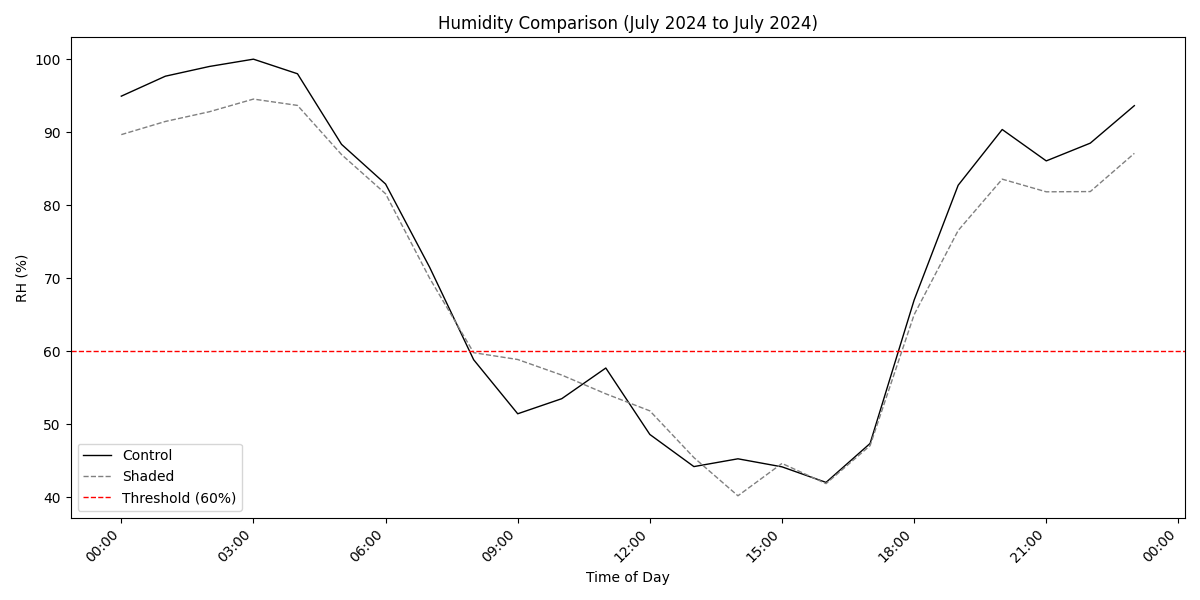 Humidity Comparison (July 2024 to July 2024)
100
90
80
70
60
50
40
RH (%)
Control
Shaded
Threshold (60%)
00:00
03:00
06:00
09:00
12:00
15:00
18:00
21:00
00:00
Time of Day